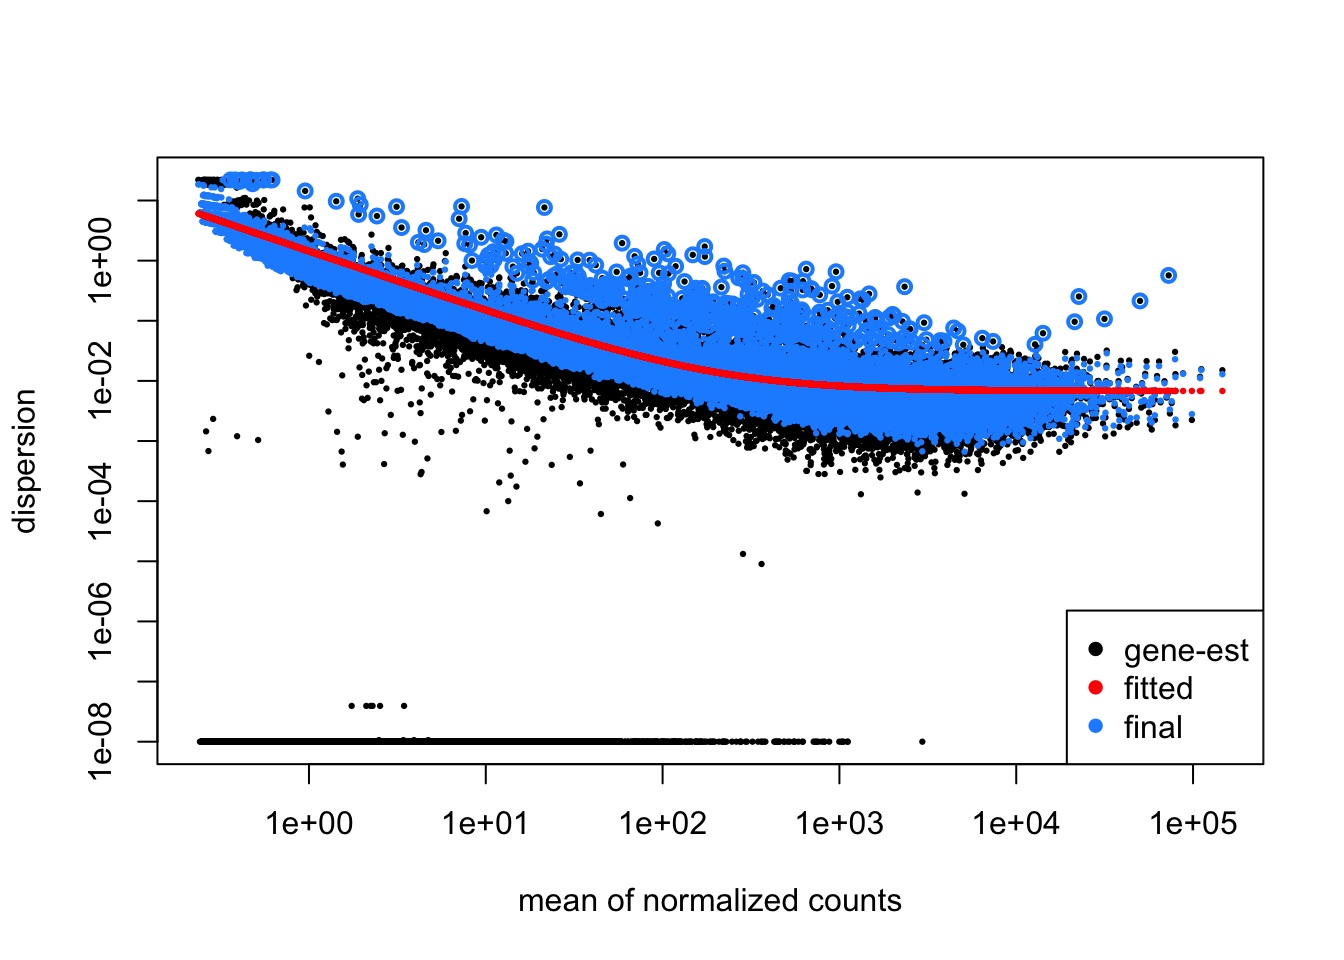 dispersion
1e+00
1e-02
1e-04
1e-06
1e-08
gene-est
fitted
final
1e+00 1e+01 1e+02 1e+03 1e+04 1e+05
mean of normalized counts